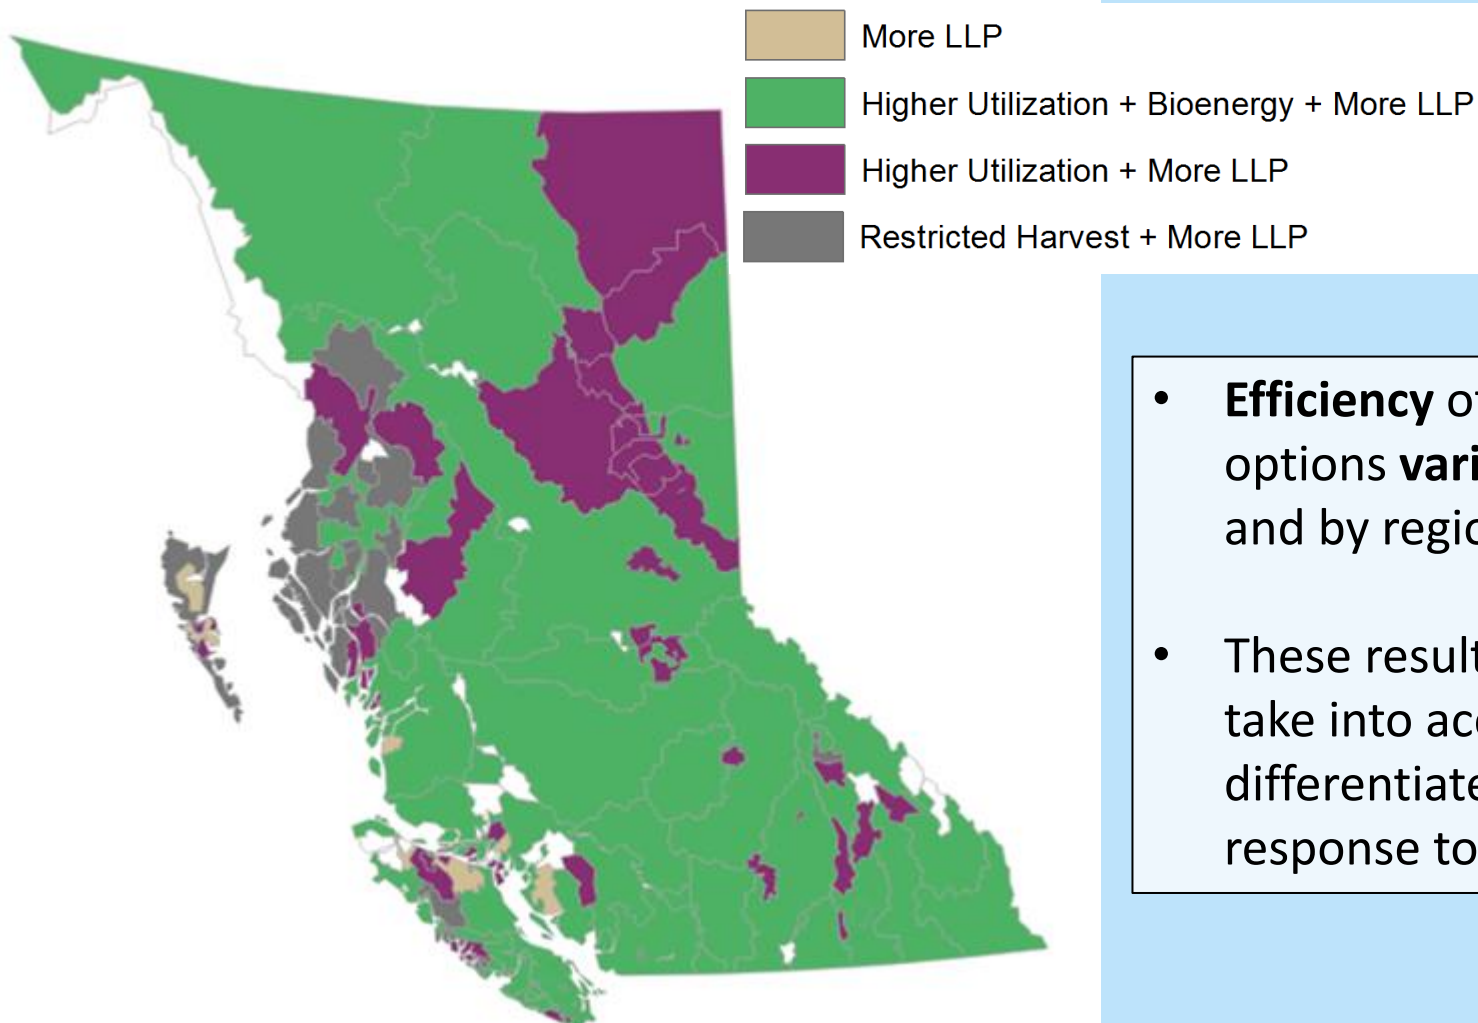 More LLP
Higher Utilization + Bioenergy + More LLP
Higher Utilization + More LLP
Restricted Harvest + More LLP
• Efficiency
options
and by
• These
take into
response to